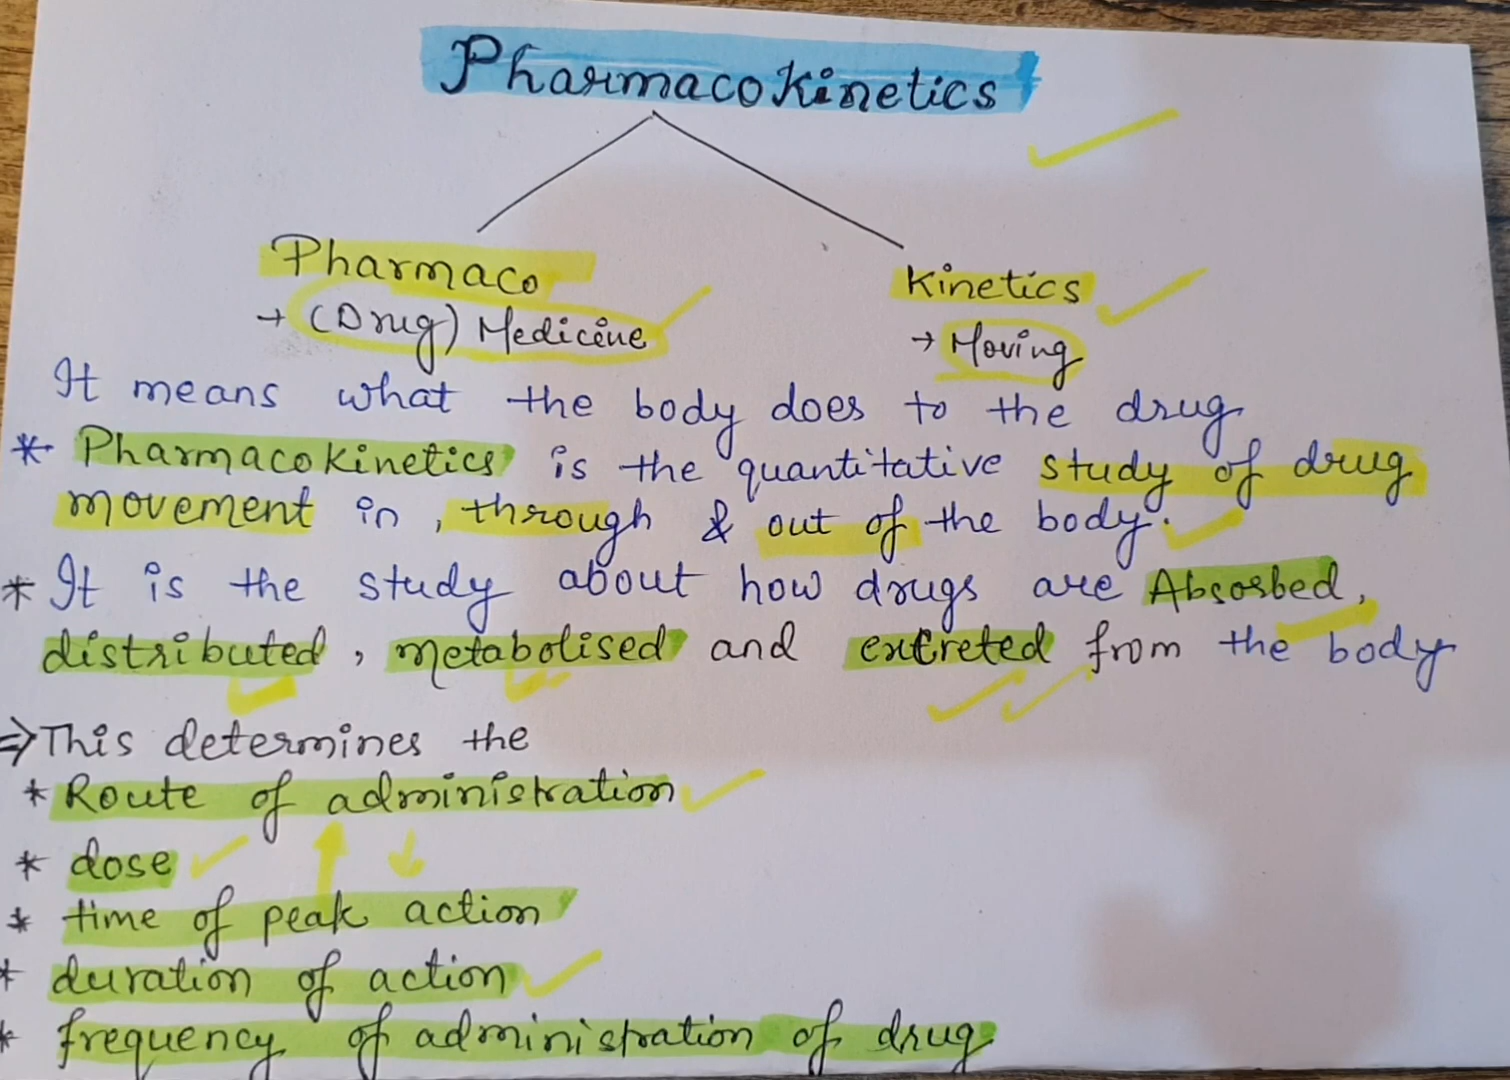 Pharmacokinetics
Pharmaco
Kinetics
→ (Drug) Medicine
→ Moving
It means what the body does to the drug
* Pharmacokinetics is the quantitative study of drug
movement in, through & out of the body.
* It is the study about how drugs are Absorbed,
distributed, metabolised and excreted from the body
⇒ This determines the
* Route of administration
* dose
* time of peak action
* duration of action
* frequency of administration of drug